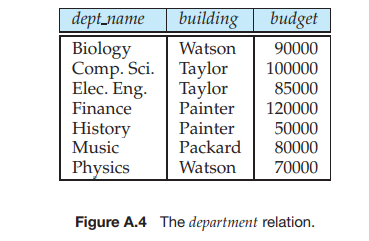 dept_name building budget
Biology Watson 90000
Comp. Sci. Taylor 100000
Elec. Eng. Taylor 85000
Finance Painter 120000
History Painter 50000
Music Packard 80000
Physics Watson 70000
Figure A.4 The department relation.